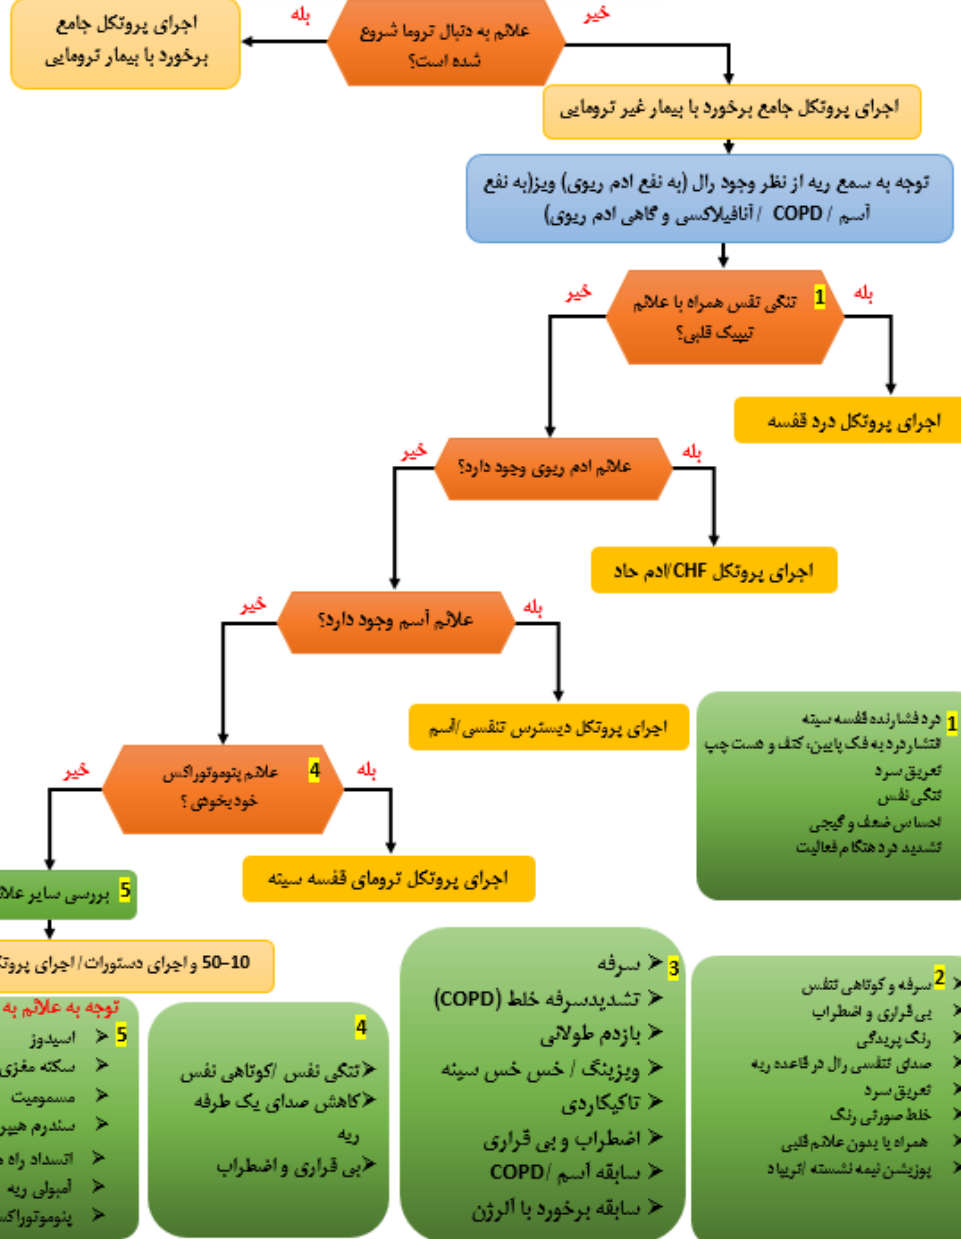 خیر
بله
علائم به دنبال تروما شروع
شده است؟
اجرای پروتکل جامع
برخورد با بیمار ترومایی
اجرای پروتکل جامع برخورد با بیمار غیر ترومایی
توجه به سمع ریه از نظر وجود رال (به نفع ادم ریوی) ویز(به نفع
آسم / COPD / آنافیلاکسی و گاهی ادم ریوی)
بله
خیر
1
تنگی تفس همراه با علائم
تیپیک قلبی؟
اجرای پروتکل درد قفسه
بله
خیر
علائم ادم ریوی وجود دارد؟
اجرای پروتکل CHF/ادم حاد
بله
خیر
علائم آسم وجود دارد؟
اجرای پروتکل دیسترس تنفسی/آسم
بله
خیر
4
علائم پنوموتوراکس
خودبخودی ؟
اجرای پروتکل ترومای قفسه سیته
5 بررسی سایر
50-10 و اجرای دستورات/ اجرای
1
درد فشارنده قفسه سیته
انتشار درد به فک پایین، کتف و دست چپ
تعریق سرد
تنگی نفس
احساس ضعف و گیجی
تشدید درد هنگام فعالیت
2
سرفه و کوتاهی تنفس
بی قراری و اضطراب
رنگ پریدگی
صدای تنفسی رال در قاعده ریه
تعریق سرد
خلط صورتی رنگ
همراه یا بدون علائم قلبی
پوزیشن نیمه نشسته /تریپاد
3
سرفه
تشدیدسرفه خلط (COPD)
بازدم طولانی
ویزینگ / خس خس سینه
تاکیکاردی
اضطراب و بی قراری
سابقه آسم /COPD
سابقه برخورد با آلرژن
4
تنگی نفس /کوتاهی نفس
کاهش صدای یک طرفه
ریه
بی قراری و اضطراب
توجه به علائم به
5
اسیدوز
سکته مغزی
مسمومیت
سندرم
انسداد راه
آمبولی ریه